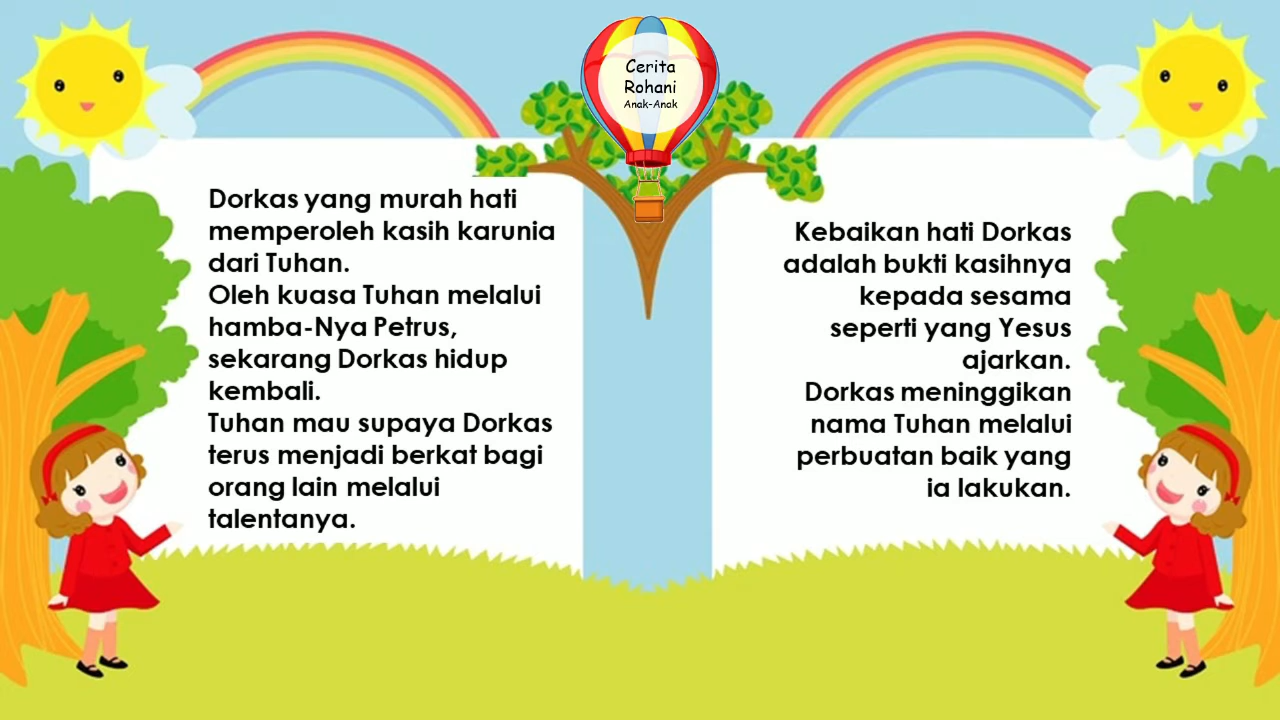 Cerita
Rohani
Anak-Anak
Dorkas yang murah hati
memperoleh kasih karunia
dari Tuhan.
Oleh kuasa Tuhan melalui
hamba-Nya Petrus,
sekarang Dorkas hidup
kembali.
Tuhan mau supaya Dorkas
terus menjadi berkat bagi
orang lain melalui
talentanya.
Kebaikan hati Dorkas
adalah bukti kasihnya
kepada sesama
seperti yang Yesus
ajarkan.
Dorkas meninggikan
nama Tuhan melalui
perbuatan baik yang
ia lakukan.